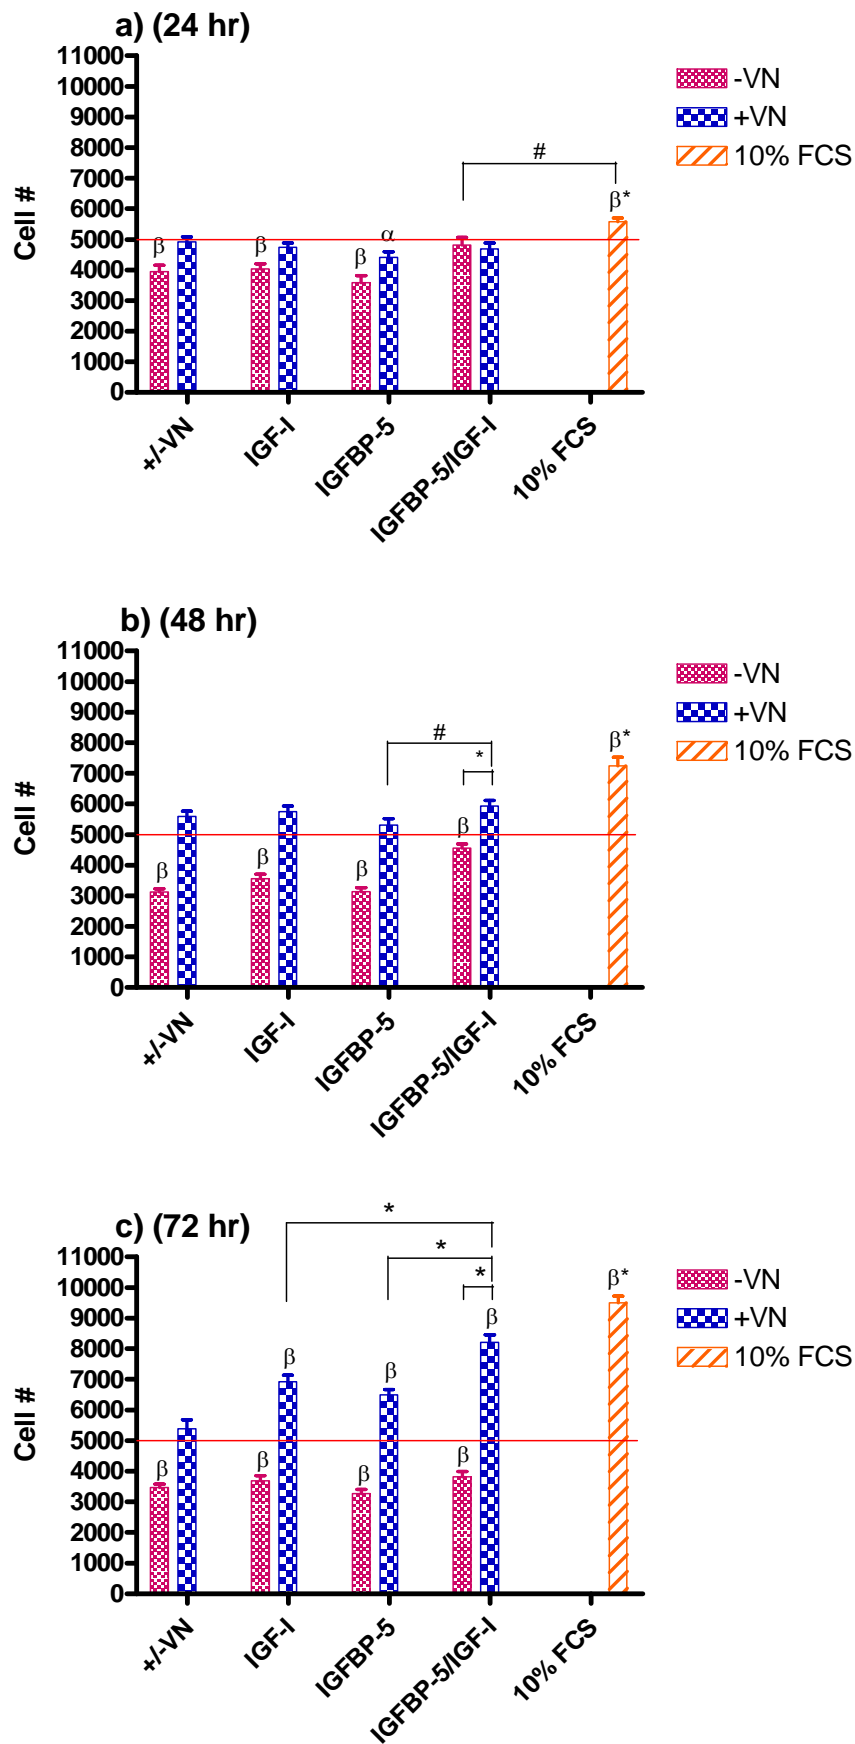 a) (24 hr)
11000
10000
9000
8000
7000
6000
5000
4000
3000
2000
1000
0
Cell #
-VN
+VN
10% FCS
#
β*
β
β
β
α
+/-VN
IGF-I
IGFBP-5
IGFBP-5/IGF-I
10% FCS
b) (48 hr)
11000
10000
9000
8000
7000
6000
5000
4000
3000
2000
1000
0
Cell #
-VN
+VN
10% FCS
#
*
β*
β
β
β
β
+/-VN
IGF-I
IGFBP-5
IGFBP-5/IGF-I
10% FCS
c) (72 hr)
11000
10000
9000
8000
7000
6000
5000
4000
3000
2000
1000
0
Cell #
-VN
+VN
10% FCS
*
*
*
β*
β
β
β
β
β
β
β
+/-VN
IGF-I
IGFBP-5
IGFBP-5/IGF-I
10% FCS